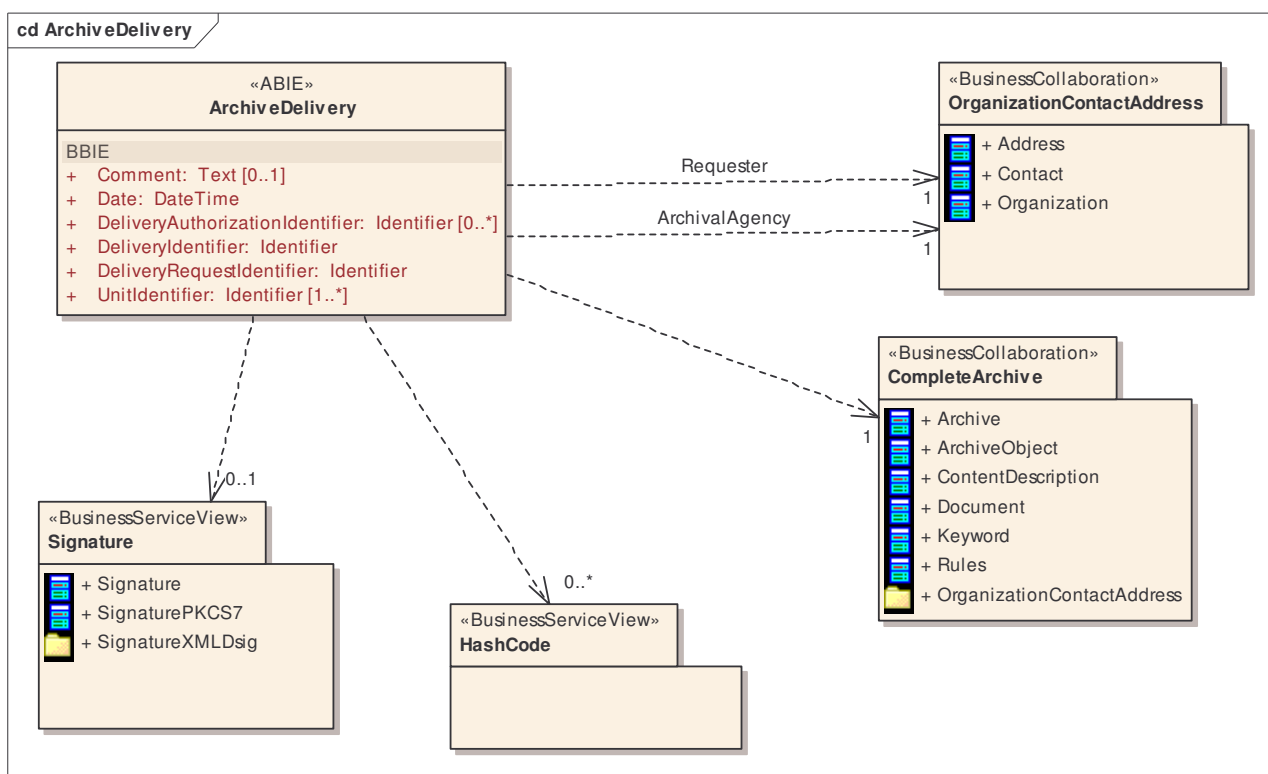 cd ArchiveDelivery
«ABIE»
ArchiveDelivery
BBIE
+ Comment: Text [0..1]
+ Date: DateTime
+ DeliveryAuthorizationIdentifier: Identifier [0..*]
+ DeliveryIdentifier: Identifier
+ DeliveryRequestIdentifier: Identifier
+ UnitIdentifier: Identifier [1..*]
Requester
1
ArchivalAgency
1
«BusinessCollaboration»
OrganizationContactAddress
+ Address
+ Contact
+ Organization
1
«BusinessCollaboration»
CompleteArchive
+ Archive
+ ArchiveObject
+ ContentDescription
+ Document
+ Keyword
+ Rules
+ OrganizationContactAddress
0..1
«BusinessServiceView»
Signature
+ Signature
+ SignaturePKCS7
+ SignatureXMLDsig
0..*
«BusinessServiceView»
HashCode